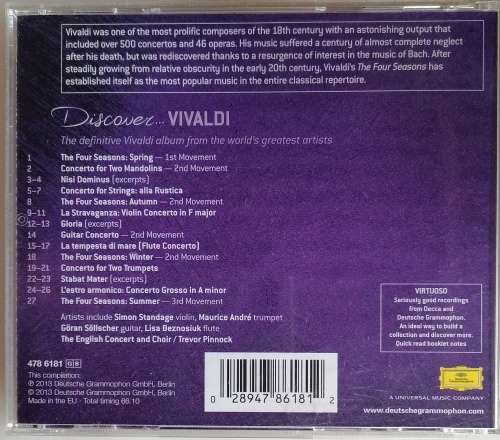 Vivaldi was one of the most prolific composers of the 18th century with an astonishing output that
included over 500 concertos and 46 operas. His music suffered a century of almost complete neglect
after his death, but was rediscovered thanks to a resurgence of interest in the music of Bach. After
steadily growing from relative obscurity in the early 20th century, Vivaldi's The Four Seasons has
established itself as the most popular music in the entire classical repertoire.
Discover... VIVALDI
The definitive Vivaldi album from the world's greatest artists
1 The Four Seasons: Spring — 1st Movement
2 Concerto for Two Mandolins — 2nd Movement
3–4 Nisi Dominus (excerpts)
5–7 Concerto for Strings: alla Rustica
8 The Four Seasons: Autumn — 2nd Movement
9–11 La Stravaganza: Violin Concerto in F major
12–13 Gloria (excerpts)
14 Guitar Concerto — 2nd Movement
15–17 La tempesta di mare (Flute Concerto)
18 The Four Seasons: Winter — 2nd Movement
19–21 Concerto for Two Trumpets
22–23 Stabat Mater (excerpts)
24–26 L'estro armonico: Concerto Grosso in A minor
27 The Four Seasons: Summer — 3rd Movement
Artists include Simon Standage violin, Maurice André trumpet
Göran Söllscher guitar, Lisa Beznosiuk flute
The English Concert and Choir / Trevor Pinnock
VIRTUOSO
Seriously good recordings
from Decca and
Deutsche Grammophon.
An ideal way to build a
collection and discover more.
Quick read booklet notes
478 6181 GB
This compilation:
℗ 2013 Deutsche Grammophon GmbH, Berlin
© 2013 Deutsche Grammophon GmbH, Berlin
Made in the EU · Total timing 66.10
0 28947 86181 2
A UNIVERSAL MUSIC COMPANY
www.deutschegrammophon.com